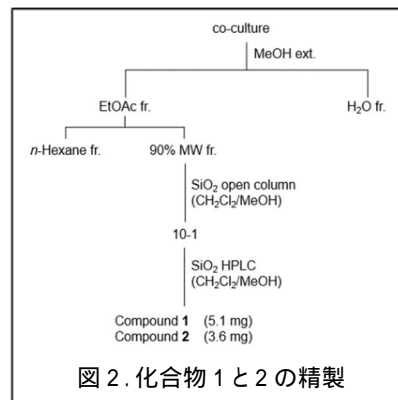 co-culture
MeOH ext.
EtOAc fr.
H₂O fr.
n-Hexane fr.
90% MW fr.
SiO₂ open column
(CH₂Cl₂/MeOH)
10-1
SiO₂ HPLC
(CH₂Cl₂/MeOH)
Compound 1 (5.1 mg)
Compound 2 (3.6 mg)
図 2 . 化合物 1 と 2 の精製